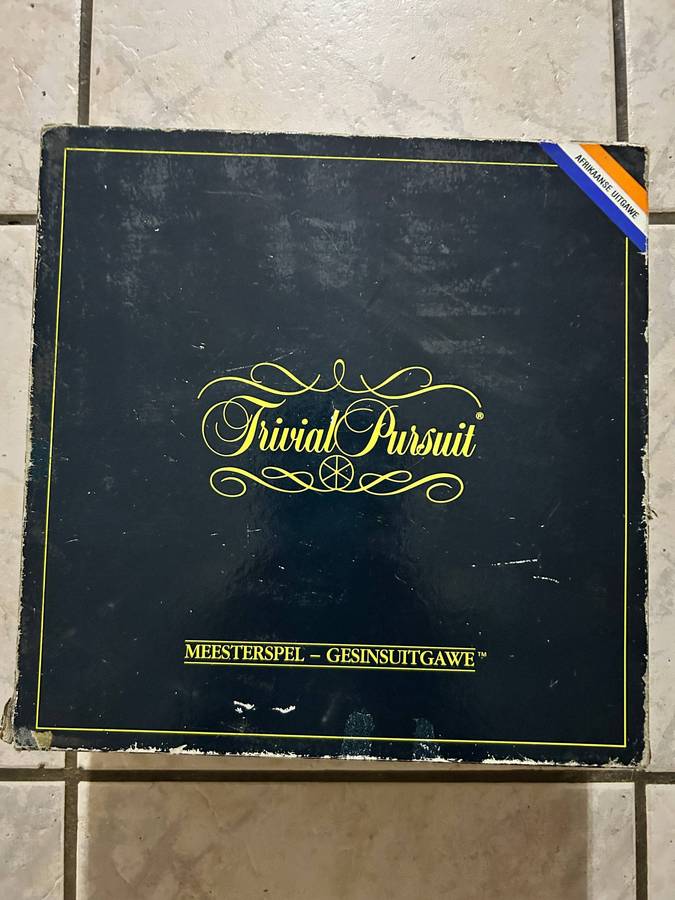 AFRIKAANSE UITGAWE
Trivial Pursuit®
MEESTERSPEL – GESINSUITGAWE™